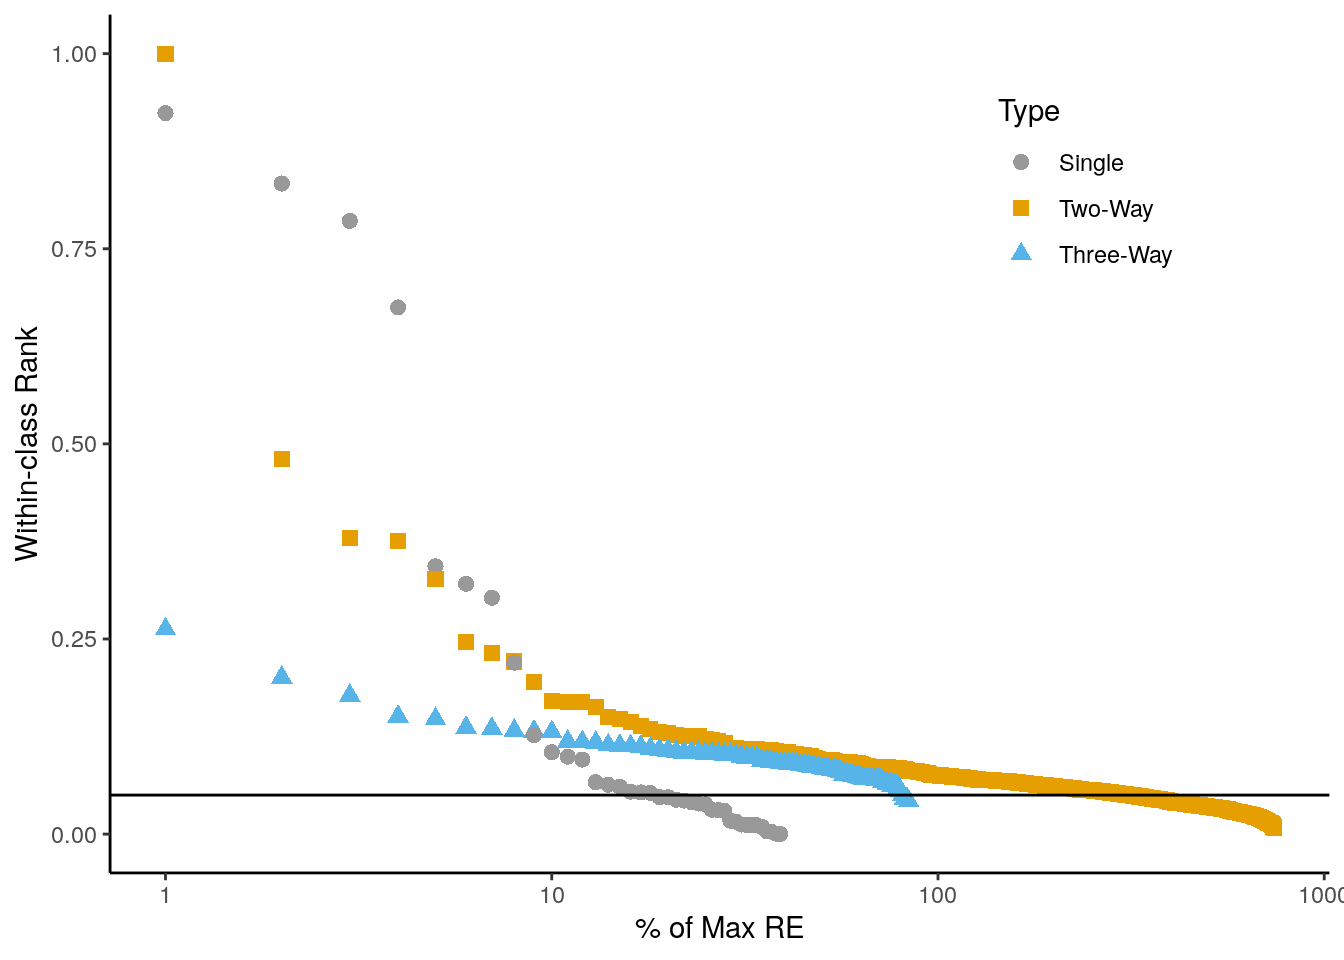 1.00
0.75
0.50
0.25
0.00
Within-class Rank
Type
Single
Two-Way
Three-Way
1
10
100
1000
% of Max RE